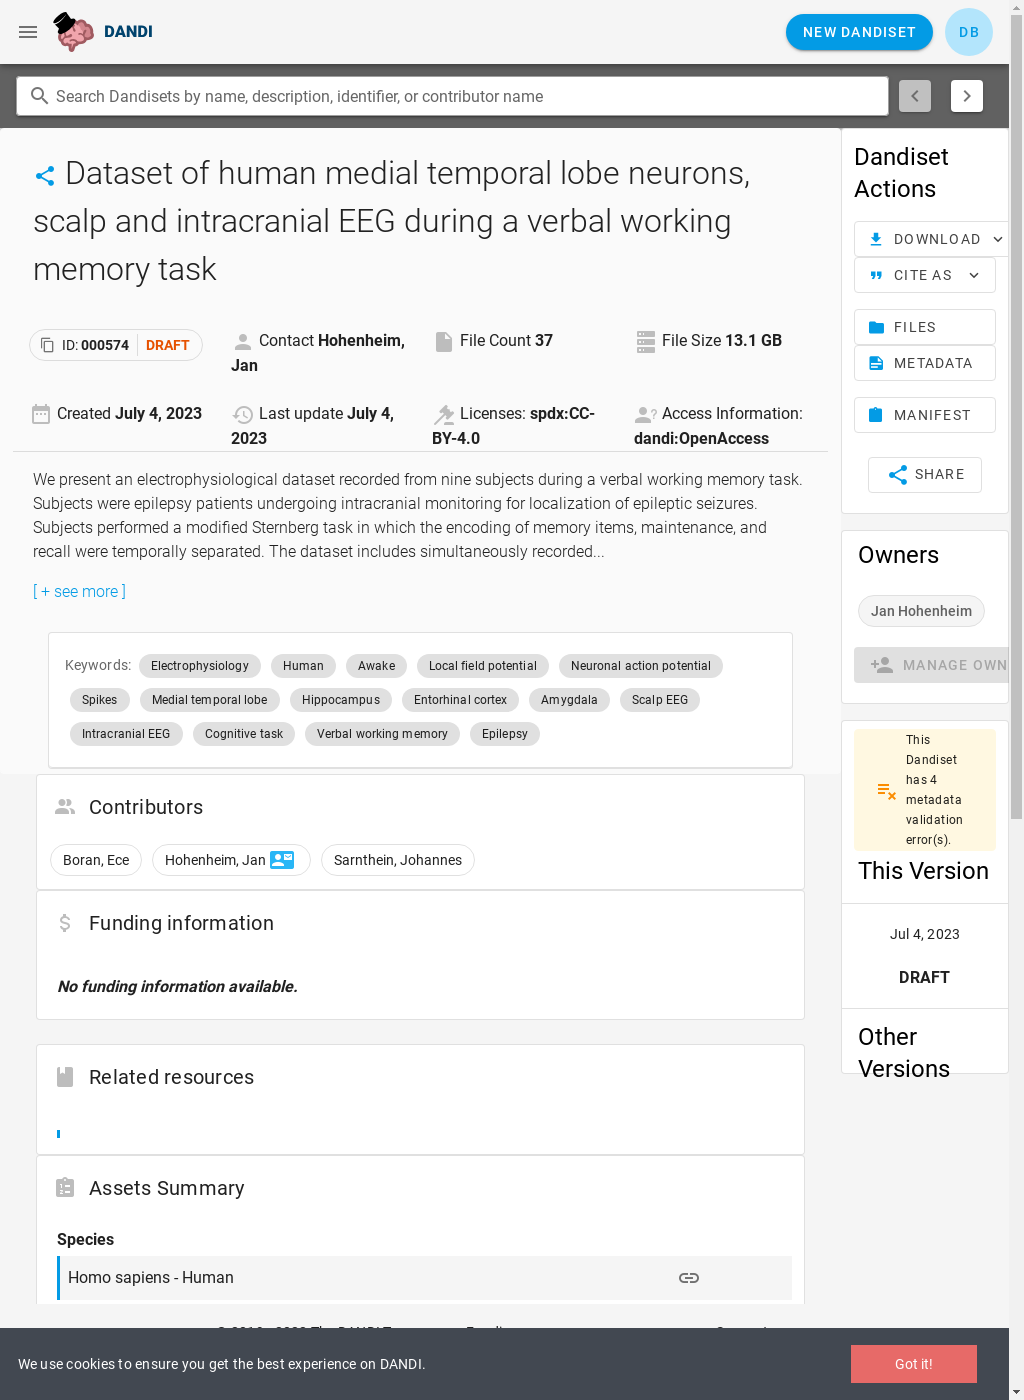 DANDI
NEW DANDISET
DB
Search Dandisets by name, description, identifier, or contributor name
Dataset of human medial temporal lobe neurons,
scalp and intracranial EEG during a verbal working
memory task
ID: 000574 DRAFT
Contact Hohenheim,
Jan
File Count 37
File Size 13.1 GB
Created July 4, 2023
Last update July 4,
2023
Licenses: spdx:CC-
BY-4.0
Access Information:
dandi:OpenAccess
We present an electrophysiological dataset recorded from nine subjects during a verbal working memory task.
Subjects were epilepsy patients undergoing intracranial monitoring for localization of epileptic seizures.
Subjects performed a modified Sternberg task in which the encoding of memory items, maintenance, and
recall were temporally separated. The dataset includes simultaneously recorded...
[ + see more ]
Keywords: Electrophysiology Human Awake Local field potential Neuronal action potential
Spikes Medial temporal lobe Hippocampus Entorhinal cortex Amygdala Scalp EEG
Intracranial EEG Cognitive task Verbal working memory Epilepsy
Contributors
Boran, Ece Hohenheim, Jan Sarnthein, Johannes
Funding information
No funding information available.
Related resources
Assets Summary
Species
Homo sapiens - Human
Dandiset
Actions
DOWNLOAD
CITE AS
FILES
METADATA
MANIFEST
SHARE
Owners
Jan Hohenheim
MANAGE OWN
This
Dandiset
has 4
metadata
validation
error(s).
This Version
Jul 4, 2023
DRAFT
Other
Versions
We use cookies to ensure you get the best experience on DANDI.
Got it!